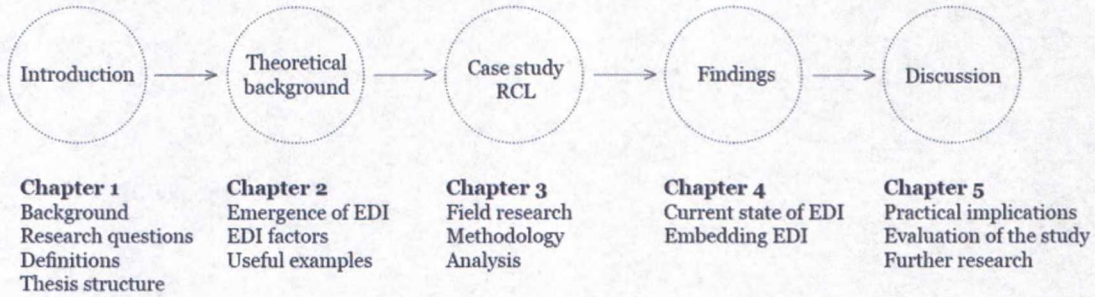 Introduction
Theoretical
background
Case study
RCL
Findings
Discussion
Chapter 1
Background
Research questions
Definitions
Thesis structure
Chapter 2
Emergence of EDI
EDI factors
Useful examples
Chapter 3
Field research
Methodology
Analysis
Chapter 4
Current state of EDI
Embedding EDI
Chapter 5
Practical implications
Evaluation of the study
Further research